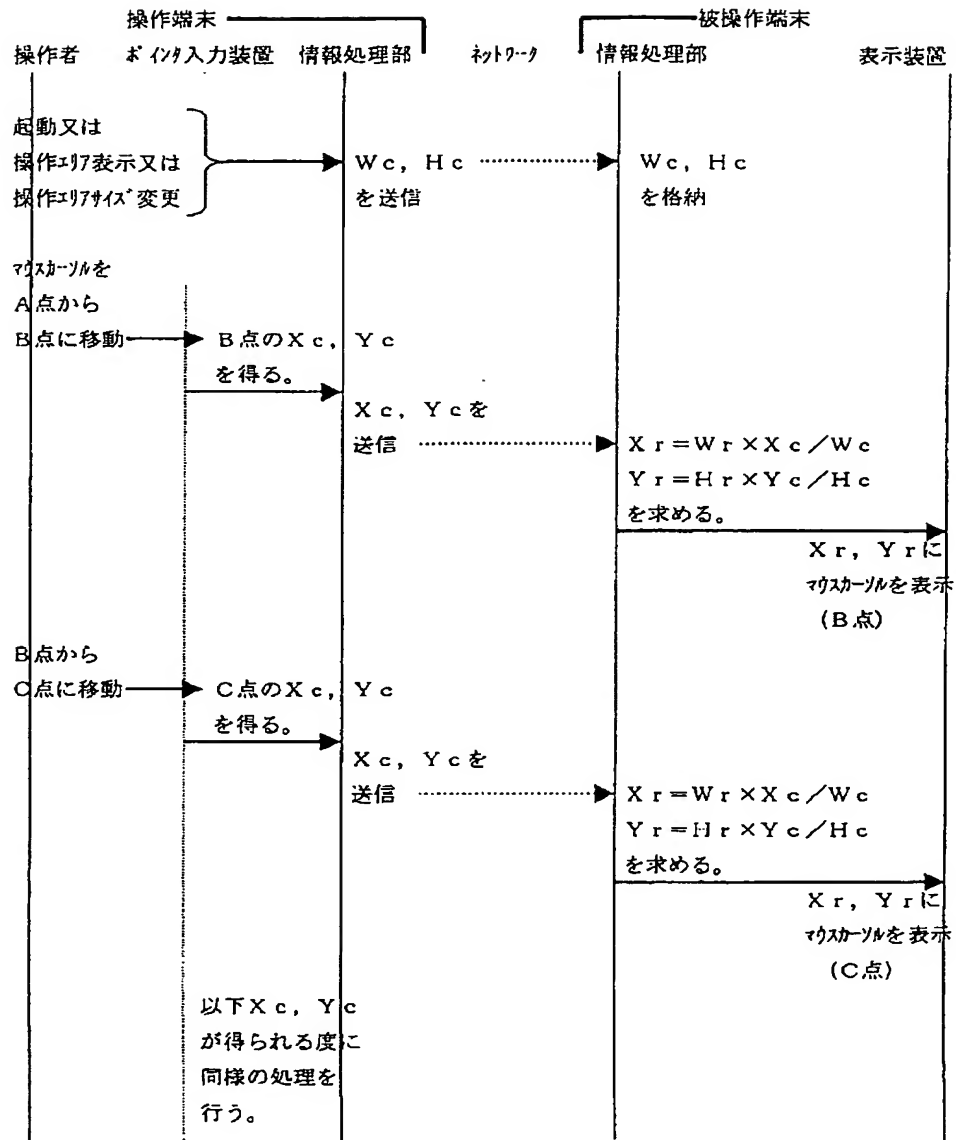 操作端末
被操作端末
操作者
ポインタ入力装置
情報処理部
ネットワーク
情報処理部
表示装置
起動又は
操作エリア表示又は
操作エリアサイズ変更
Wc, Hc
を送信
Wc, Hc
を格納
マウスカーソルを
A点から
B点に移動
B点のXc, Yc
を得る。
Xc, Ycを
送信
Xr=Wr×Xc/Wc
Yr=Hr×Yc/Hc
を求める。
Xr, Yrに
マウスカーソルを表示
(B点)
B点から
C点に移動
C点のXc, Yc
を得る。
Xc, Ycを
送信
Xr=Wr×Xc/Wc
Yr=Hr×Yc/Hc
を求める。
Xr, Yrに
マウスカーソルを表示
(C点)
以下Xc, Yc
が得られる度に
同様の処理を
行う。